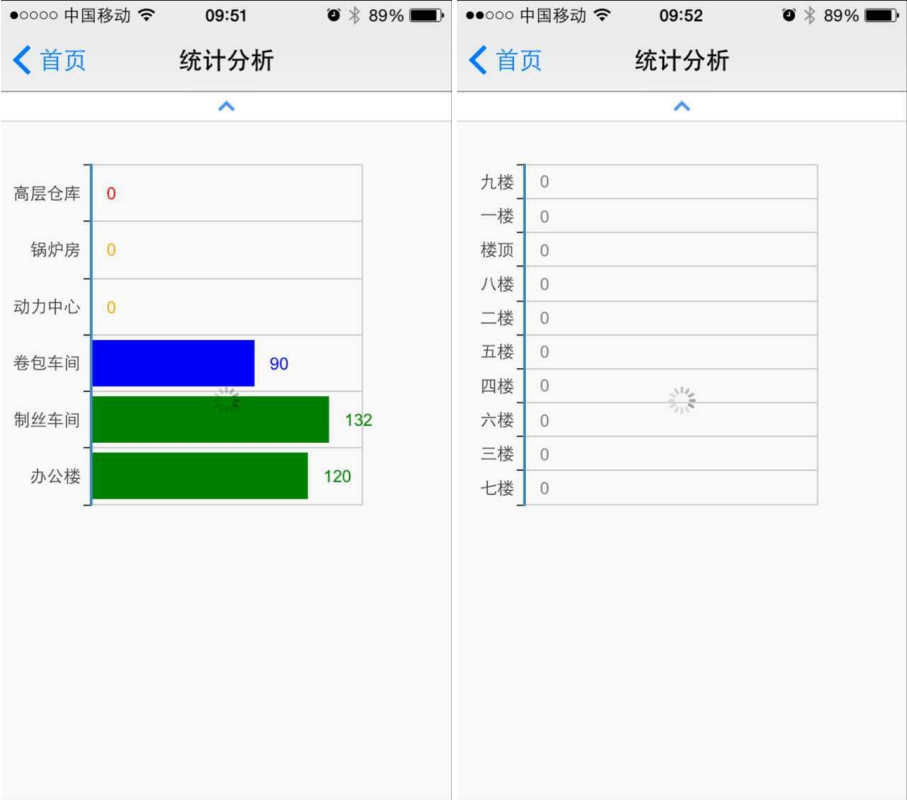 中国移动 09:51 89%
首页 统计分析
高层仓库 0
锅炉房 0
动力中心 0
卷包车间 90
制丝车间 132
办公楼 120
中国移动 09:52 89%
首页 统计分析
九楼 0
一楼 0
楼顶 0
八楼 0
二楼 0
五楼 0
四楼 0
六楼 0
三楼 0
七楼 0